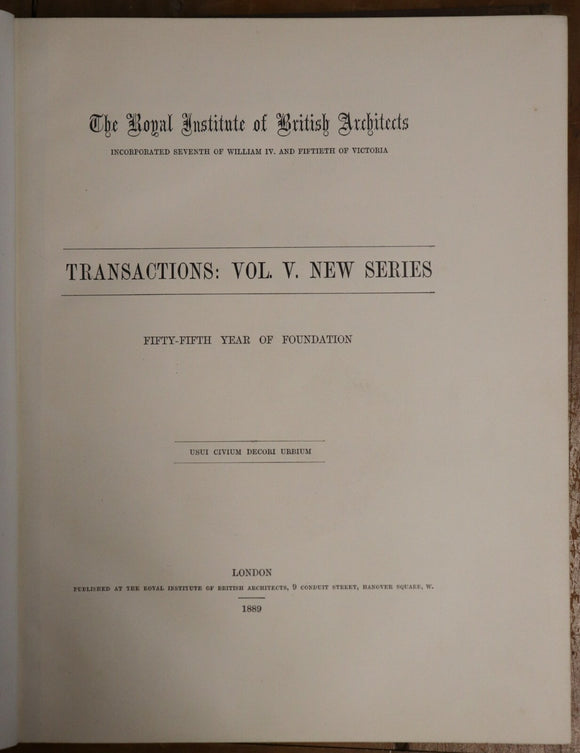 The Royal Institute of British Architects
INCORPORATED SEVENTH OF WILLIAM IV. AND FIFTIETH OF VICTORIA
TRANSACTIONS: VOL. V. NEW SERIES
FIFTY-FIFTH YEAR OF FOUNDATION
USUI CIVIUM DECORI URBIUM
LONDON
PUBLISHED AT THE ROYAL INSTITUTE OF BRITISH ARCHITECTS, 9 CONDUIT STREET, HANOVER SQUARE, W.
1889